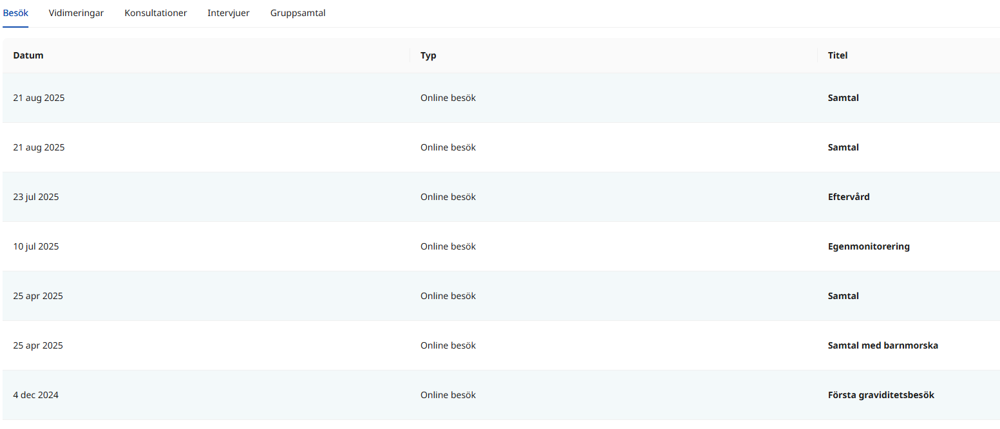 Besök Vidimeringar Konsultationer Intervjuer Gruppsamtal
Datum Typ Titel
21 aug 2025 Online besök Samtal
21 aug 2025 Online besök Samtal
23 jul 2025 Online besök Eftervård
10 jul 2025 Online besök Egenmonitorering
25 apr 2025 Online besök Samtal
25 apr 2025 Online besök Samtal med barnmorska
4 dec 2024 Online besök Första graviditetsbesök